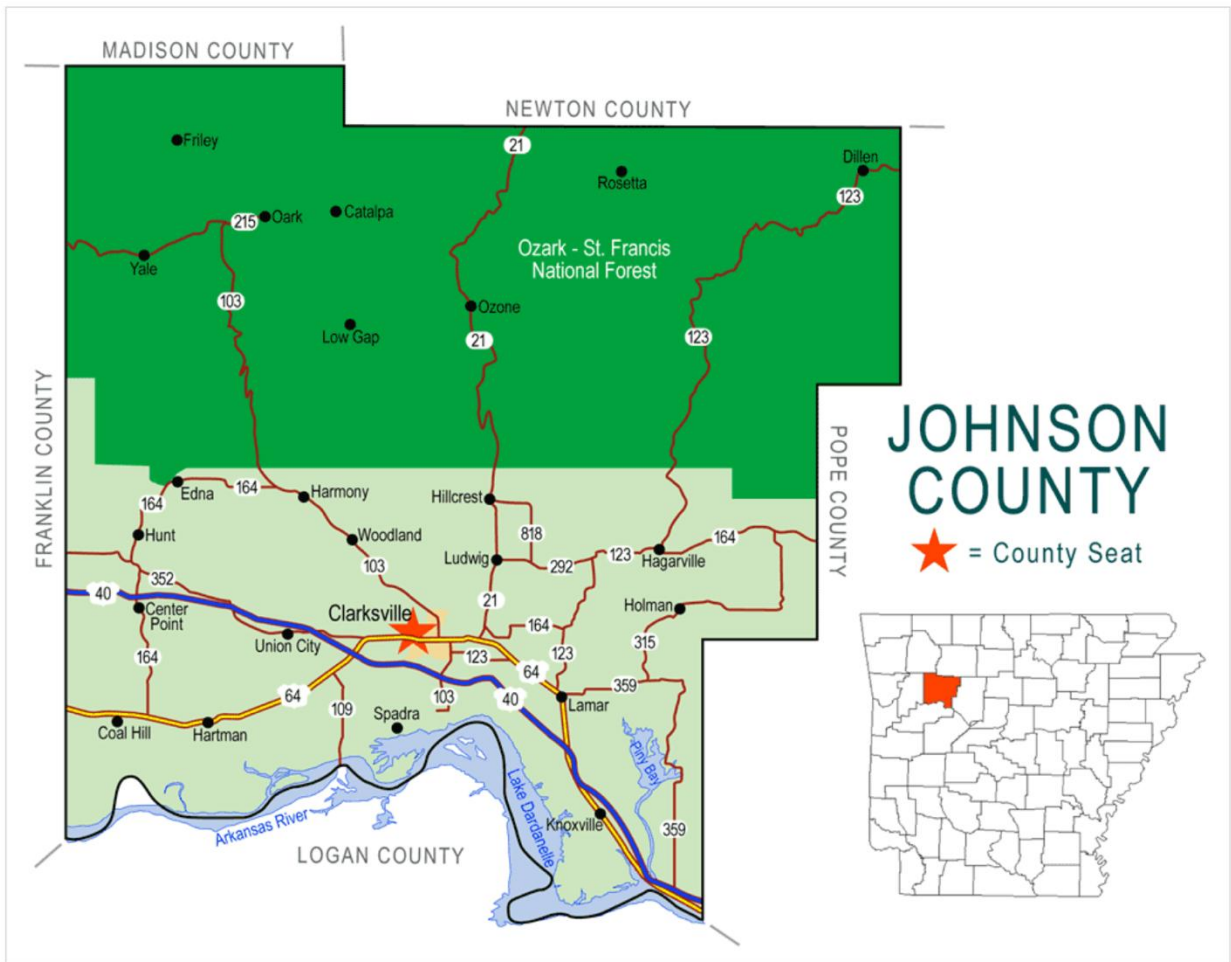 MADISON COUNTY
NEWTON COUNTY
Friley
21
Dillen
Rosetta
123
215
Oark
Catalpa
Yale
Ozark - St. Francis
National Forest
103
Ozone
Low Gap
21
123
FRANKLIN COUNTY
POPE COUNTY
JOHNSON
COUNTY
= County Seat
Edna
164
Harmony
Hillcrest
164
Hunt
Woodland
818
164
Ludwig
123
Hagarville
103
292
352
40
Center
Point
Clarksville
21
Holman
164
Union City
315
164
123
123
64
359
64
103
40
Lamar
109
Spadra
Coal Hill
Hartman
Piny Bay
Lake Dardanelle
Arkansas River
Knoxville
359
LOGAN COUNTY